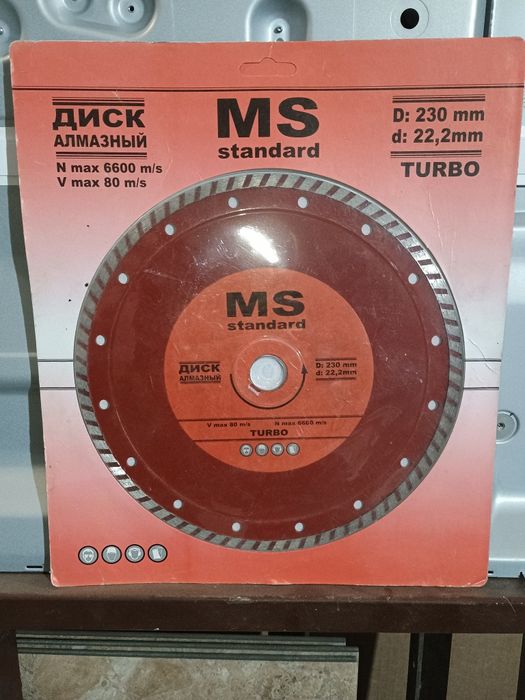 ДИСК
АЛМАЗНЫЙ
N max 6600 m/s
V max 80 m/s
MS
standard
D: 230 mm
d: 22,2mm
TURBO
MS
standard
ДИСК
АЛМАЗНЫЙ
D: 230 mm
d: 22,2mm
V max 80 m/s N max 6600 m/s
TURBO